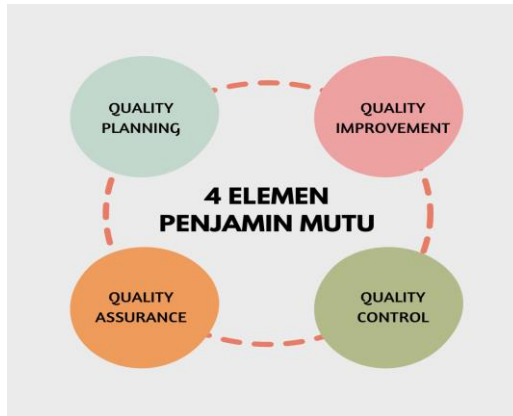 QUALITY
PLANNING
QUALITY
IMPROVEMENT
4 ELEMEN
PENJAMIN MUTU
QUALITY
ASSURANCE
QUALITY
CONTROL